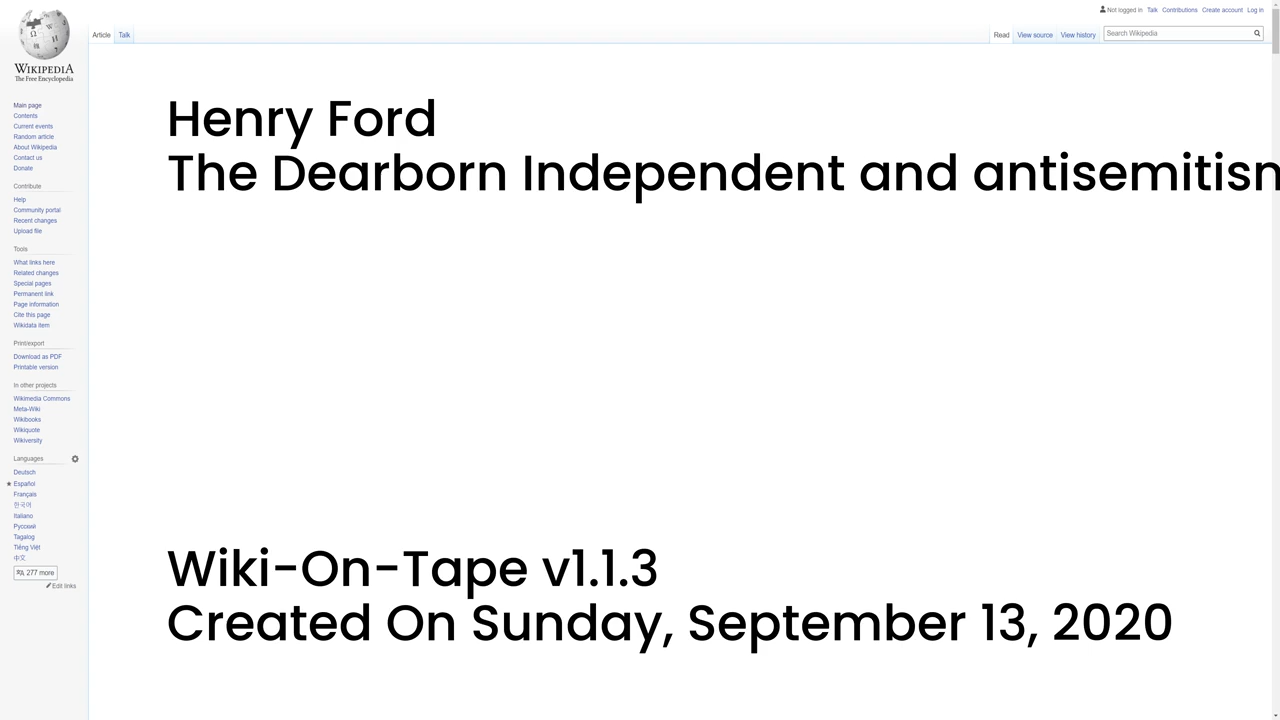 Not logged in Talk Contributions Create account Log in
Article Talk Read View source View history Search Wikipedia
WIKIPEDIA
The Free Encyclopedia
Main page
Contents
Current events
Random article
About Wikipedia
Contact us
Donate
Contribute
Help
Community portal
Recent changes
Upload file
Tools
What links here
Related changes
Special pages
Permanent link
Page information
Cite this page
Wikidata item
Print/export
Download as PDF
Printable version
In other projects
Wikimedia Commons
Meta-Wiki
Wikibooks
Wikiquote
Wikiversity
Languages
Deutsch
Español
Français
한국어
Italiano
Русский
Tagalog
Tiếng Việt
中文
277 more
Edit links
Henry Ford
The Dearborn Independent and antisemitism
Wiki-On-Tape v1.1.3
Created On Sunday, September 13, 2020